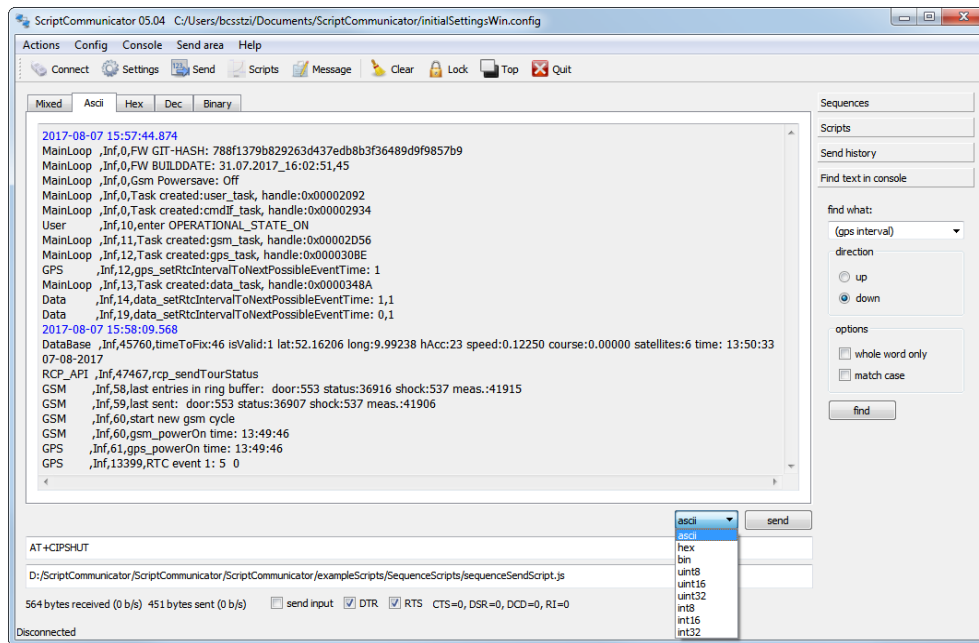 ScriptCommunicator 05.04 C:/Users/bcsstzi/Documents/ScriptCommunicator/initialSettingsWin.config
Actions Config Console Send area Help
Connect Settings Send Scripts Message Clear Lock Top Quit
Mixed Ascii Hex Dec Binary
2017-08-07 15:57:44.874
MainLoop ,Inf,0,FW GIT-HASH: 788f1379b829263d437edb8b3f36489d9f9857b9
MainLoop ,Inf,0,FW BUILDDATE: 31.07.2017_16:02:51,45
MainLoop ,Inf,0,Gsm Powersave: Off
MainLoop ,Inf,0,Task created:user_task, handle:0x00002092
MainLoop ,Inf,0,Task created:cmdIf_task, handle:0x00002934
User ,Inf,10,enter OPERATIONAL_STATE_ON
MainLoop ,Inf,11,Task created:gsm_task, handle:0x00002D56
MainLoop ,Inf,12,Task created:gps_task, handle:0x000030BE
GPS ,Inf,12,gps_setRtcIntervalToNextPossibleEventTime: 1
MainLoop ,Inf,13,Task created:data_task, handle:0x0000348A
Data ,Inf,14,data_setRtcIntervalToNextPossibleEventTime: 1,1
Data ,Inf,19,data_setRtcIntervalToNextPossibleEventTime: 0,1
2017-08-07 15:58:09.568
DataBase ,Inf,45760,timeToFix:46 isValid:1 lat:52.16206 long:9.99238 hAcc:23 speed:0.12250 course:0.00000 satellites:6 time: 13:50:33
07-08-2017
RCP_API ,Inf,47467,rcp_sendTourStatus
GSM ,Inf,58,last entries in ring buffer: door:553 status:36916 shock:537 meas.:41915
GSM ,Inf,59,last sent: door:553 status:36907 shock:537 meas.:41906
GSM ,Inf,60,start new gsm cycle
GSM ,Inf,60,gsm_powerOn time: 13:49:46
GPS ,Inf,61,gps_powerOn time: 13:49:46
GPS ,Inf,13399,RTC event 1: 5 0
Sequences
Scripts
Send history
Find text in console
find what:
(gps interval)
direction
up
down
options
whole word only
match case
find
ascii
send
ascii
hex
bin
uint8
uint16
uint32
int8
int16
int32
AT+CIPSHUT
D:/ScriptCommunicator/ScriptCommunicator/ScriptCommunicator/exampleScripts/SequenceScripts/sequenceSendScript.js
564 bytes received (0 b/s) 451 bytes sent (0 b/s) send input DTR RTS CTS=0, DSR=0, DCD=0, RI=0
Disconnected